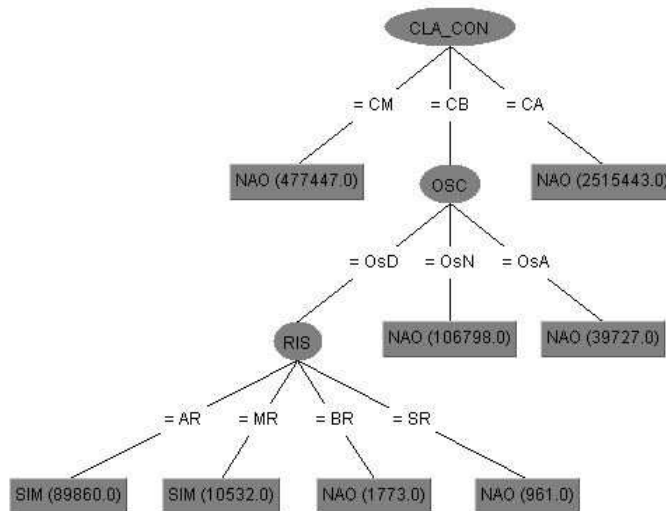 CLA_CON
= CM = CB = CA
NAO (477447.0) OSC NAO (2515443.0)
= OsD = OsN = OsA
RIS NAO (106798.0) NAO (39727.0)
= AR = MR = BR = SR
SIM (89860.0) SIM (10532.0) NAO (1773.0) NAO (961.0)